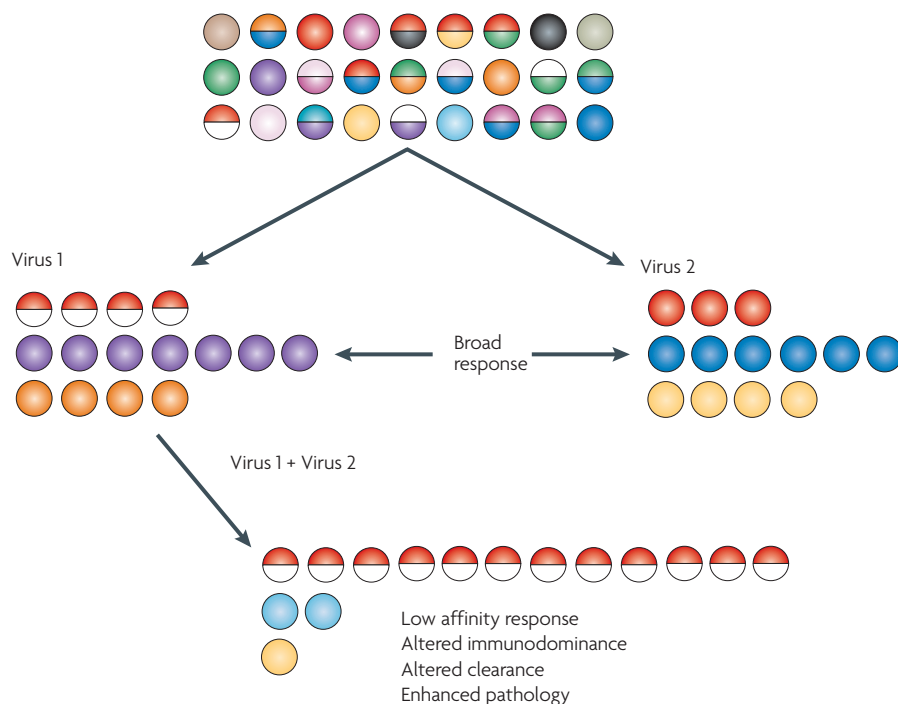 Virus 1
Virus 2
Broad
response
Virus 1 + Virus 2
Low affinity response
Altered immunodominance
Altered clearance
Enhanced pathology